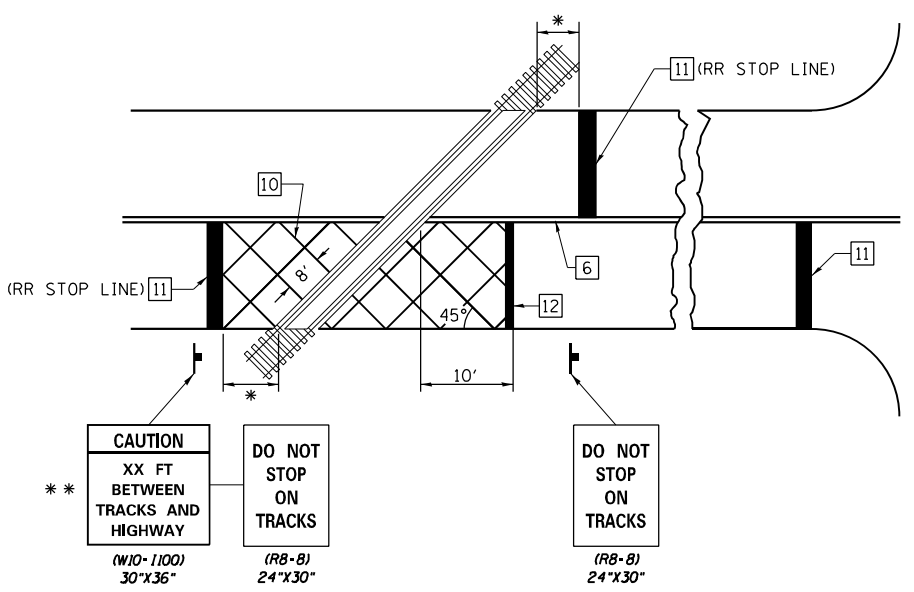 *
11 (RR STOP LINE)
10
8'
6
(RR STOP LINE) 11
11
12
45°
10'
*
* *
CAUTION
XX FT
BETWEEN
TRACKS AND
HIGHWAY
(W10-I100)
30"X36"
DO NOT
STOP
ON
TRACKS
(R8-8)
24"X30"
DO NOT
STOP
ON
TRACKS
(R8-8)
24"X30"